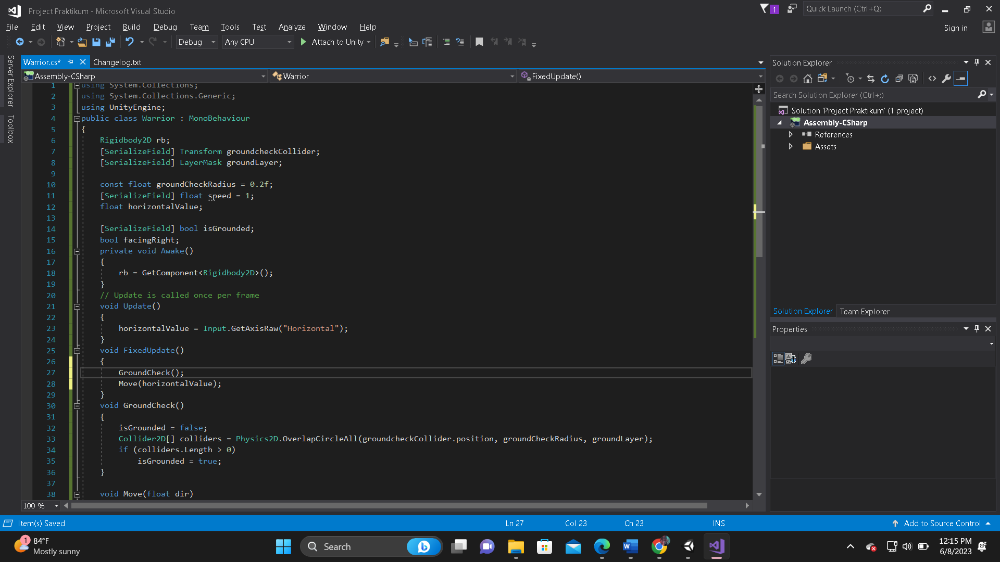 Project Praktikum - Microsoft Visual Studio
1
Quick Launch (Ctrl+Q)
File Edit View Project Build Debug Team Tools Test Analyze Window Help
Sign in
Debug Any CPU Attach to Unity
Server Explorer
Toolbox
Warrior.cs* Changelog.txt
Assembly-CSharp Warrior FixedUpdate()
1 using System.Collections;
2 using System.Collections.Generic;
3 using UnityEngine;
4 public class Warrior : MonoBehaviour
5 {
6 Rigidbody2D rb;
7 [SerializeField] Transform groundcheckCollider;
8 [SerializeField] LayerMask groundLayer;
9
10 const float groundCheckRadius = 0.2f;
11 [SerializeField] float speed = 1;
12 float horizontalValue;
13
14 [SerializeField] bool isGrounded;
15 bool facingRight;
16 private void Awake()
17 {
18 rb = GetComponent<Rigidbody2D>();
19 }
20 // Update is called once per frame
21 void Update()
22 {
23 horizontalValue = Input.GetAxisRaw("Horizontal");
24 }
25 void FixedUpdate()
26 {
27 GroundCheck();
28 Move(horizontalValue);
29 }
30 void GroundCheck()
31 {
32 isGrounded = false;
33 Collider2D[] colliders = Physics2D.OverlapCircleAll(groundcheckCollider.position, groundCheckRadius, groundLayer);
34 if (colliders.Length > 0)
35 isGrounded = true;
36 }
37
38 void Move(float dir)
100 %
Solution Explorer
Search Solution Explorer (Ctrl+;)
Solution 'Project Praktikum' (1 project)
Assembly-CSharp
References
Assets
Solution Explorer Team Explorer
Properties
Item(s) Saved Ln 27 Col 23 Ch 23 INS Add to Source Control
1
84°F
Mostly sunny
Search
12:15 PM
6/8/2023